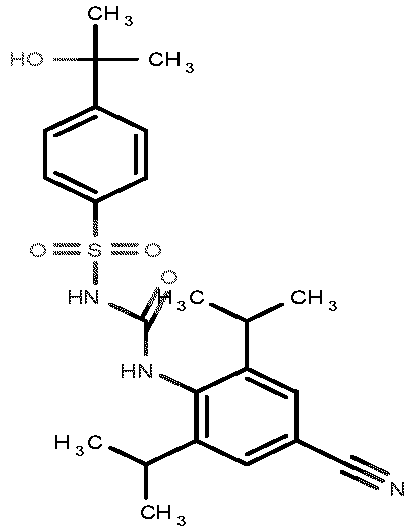 CH3
HO CH3
O S O
O
HN H3C CH3
HN
H3C
N
CH3